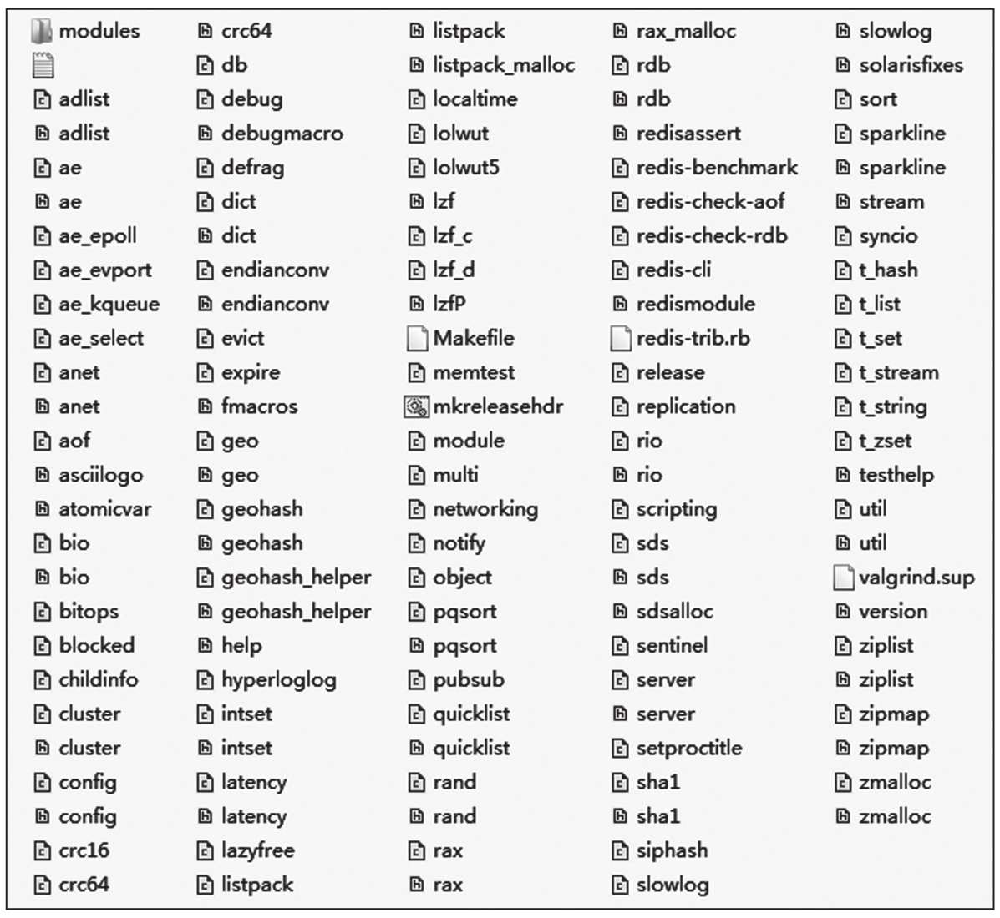 modules
adlist
adlist
ae
ae
ae_epoll
ae_evport
ae_kqueue
ae_select
anet
anet
aof
asciilogo
atomicvar
bio
bio
bitops
blocked
childinfo
cluster
cluster
config
config
crc16
crc64
crc64
db
debug
debugmacro
defrag
dict
dict
endianconv
endianconv
evict
expire
fmacros
geo
geo
geohash
geohash
geohash_helper
geohash_helper
help
hyperloglog
intset
intset
latency
latency
lazyfree
listpack
listpack
listpack_malloc
localtime
lolwut
lolwut5
lzf
lzf_c
lzf_d
lzfP
Makefile
memtest
mkreleasehdr
module
multi
networking
notify
object
pqsort
pqsort
pubsub
quicklist
quicklist
rand
rand
rax
rax
rax_malloc
rdb
rdb
redisassert
redis-benchmark
redis-check-aof
redis-check-rdb
redis-cli
redismodule
redis-trib.rb
release
replication
rio
rio
scripting
sds
sds
sdsalloc
sentinel
server
server
setproctitle
sha1
sha1
siphash
slowlog
slowlog
solarisfixes
sort
sparkline
sparkline
stream
syncio
t_hash
t_list
t_set
t_stream
t_string
t_zset
testhelp
util
util
valgrind.sup
version
ziplist
ziplist
zipmap
zipmap
zmalloc
zmalloc